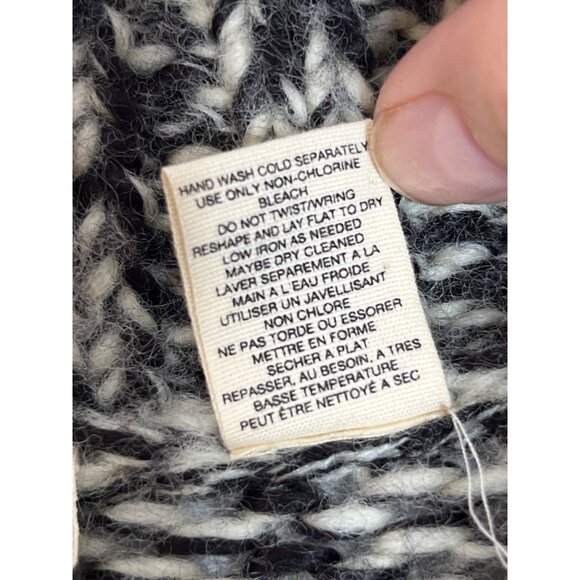 HAND WASH COLD SEPARATELY
USE ONLY NON-CHLORINE
BLEACH
DO NOT TWIST/WRING
RESHAPE AND LAY FLAT TO DRY
LOW IRON AS NEEDED
MAYBE DRY CLEANED
LAVER SEPAREMENT A LA
MAIN A L'EAU FROIDE
UTILISER UN JAVELLISANT
NON CHLORE
NE PAS TORDE OU ESSORER
METTRE EN FORME
SECHER A PLAT
REPASSER, AU BESOIN, A TRES
BASSE TEMPERATURE
PEUT ÊTRE NETTOYÉ A SEC